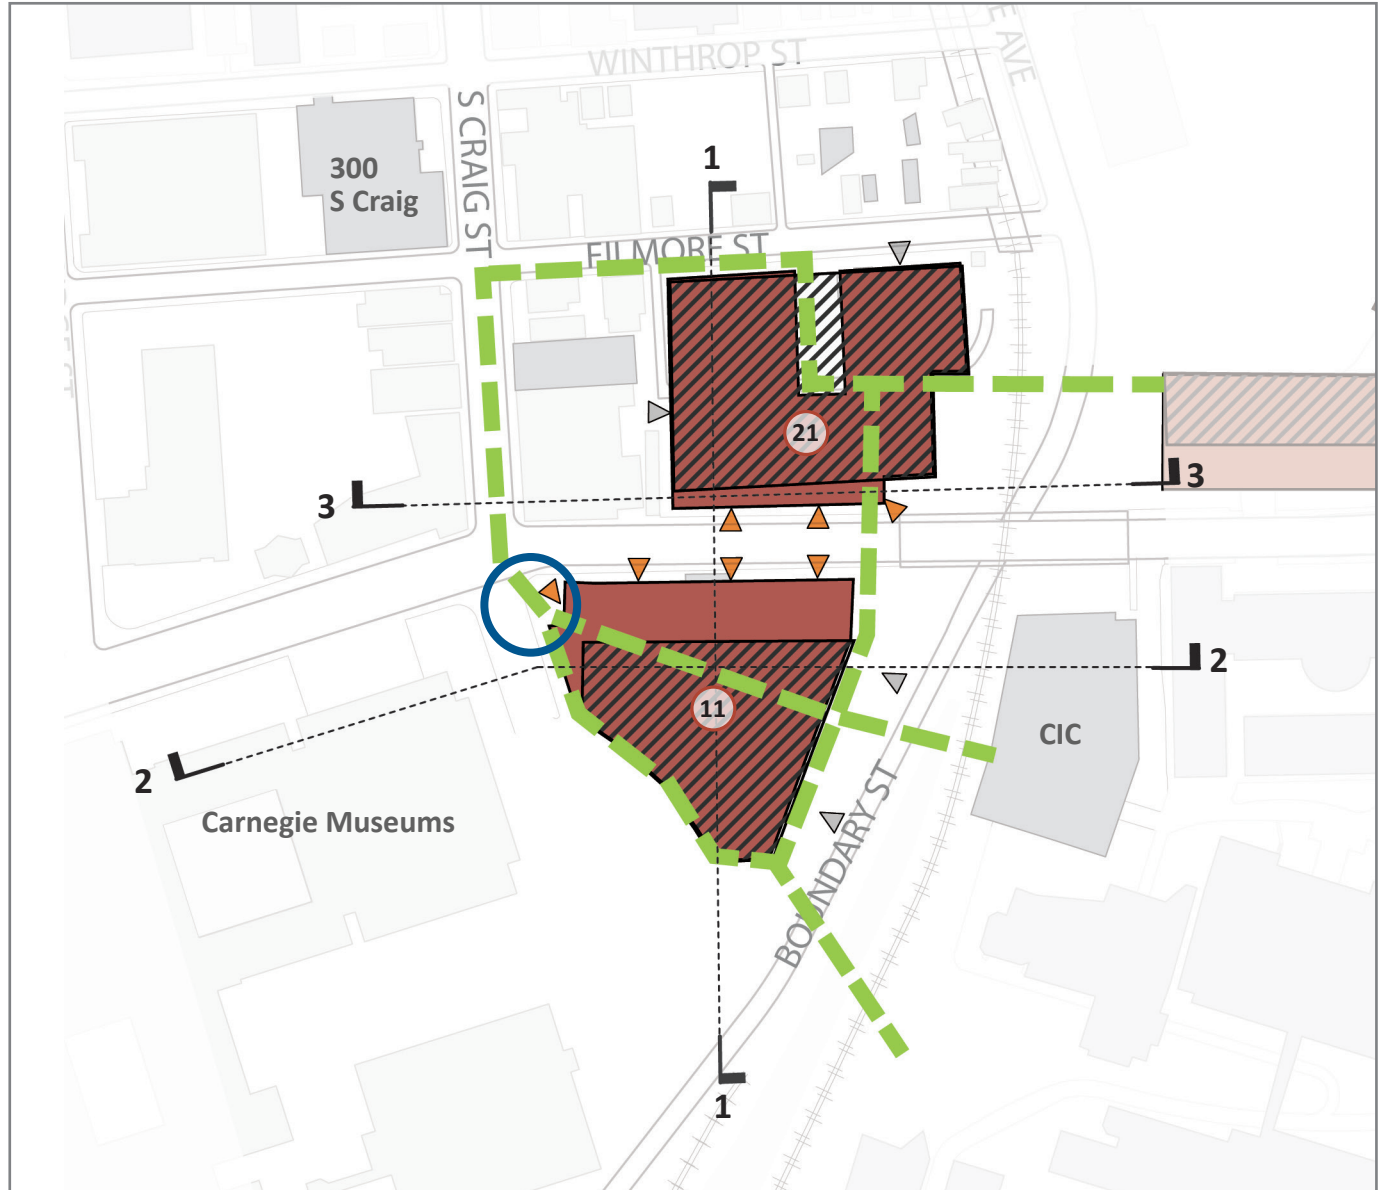 WINTHROP ST
E AVE
S CRAIG ST
300
S Craig
1
FILMORE ST
21
3
3
2
11
CIC
2
Carnegie Museums
BOUNDARY ST
1